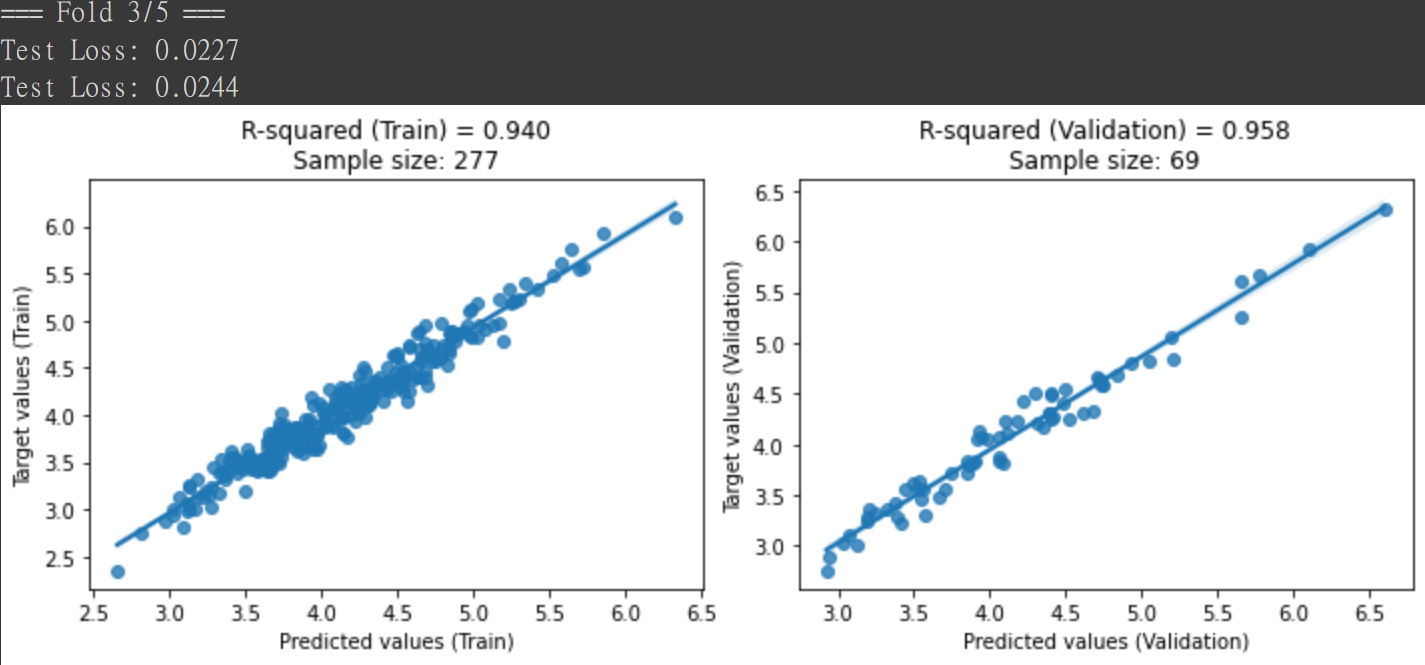 === Fold 3/5 ===
Test Loss: 0.0227
Test Loss: 0.0244
R-squared (Train) = 0.940
Sample size: 277
Target values (Train)
6.0
5.5
5.0
4.5
4.0
3.5
3.0
2.5
2.5 3.0 3.5 4.0 4.5 5.0 5.5 6.0 6.5
Predicted values (Train)
R-squared (Validation) = 0.958
Sample size: 69
Target values (Validation)
6.5
6.0
5.5
5.0
4.5
4.0
3.5
3.0
3.0 3.5 4.0 4.5 5.0 5.5 6.0 6.5
Predicted values (Validation)